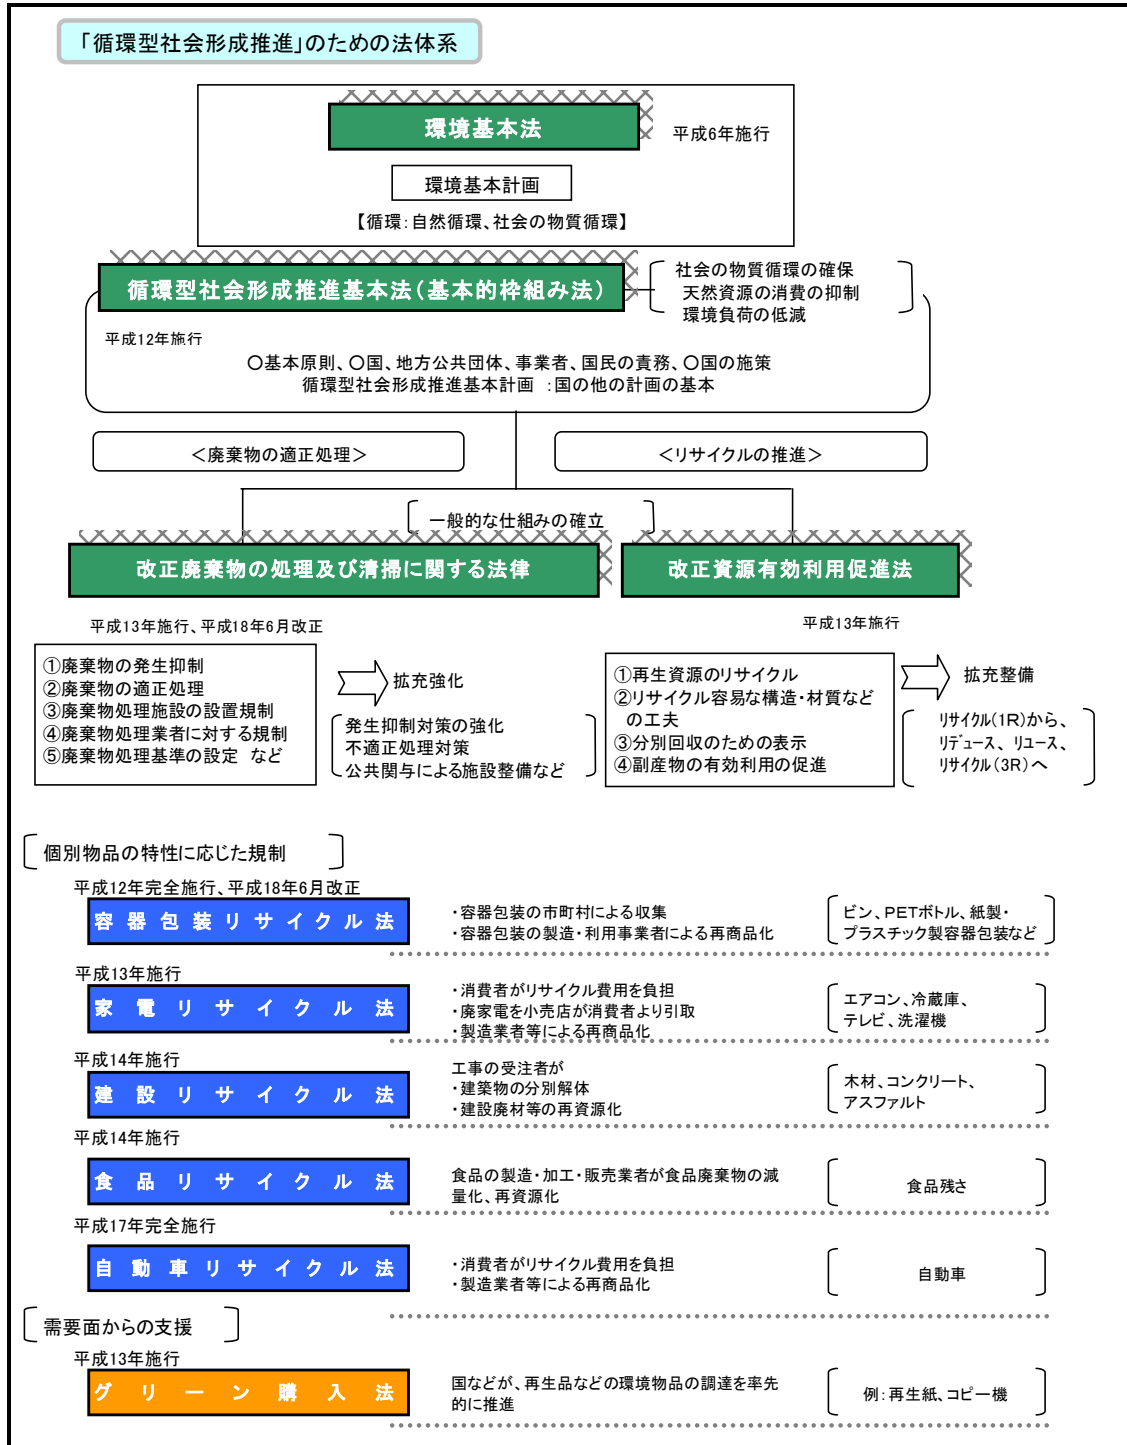 「循環型社会形成推進」のための法体系
環境基本法
平成6年施行
環境基本計画
【循環：自然循環、社会の物質循環】
循環型社会形成推進基本法（基本的枠組み法）
社会の物質循環の確保
天然資源の消費の抑制
環境負荷の低減
平成12年施行
〇基本原則、〇国、地方公共団体、事業者、国民の責務、〇国の施策
循環型社会形成推進基本計画 ：国の他の計画の基本
＜廃棄物の適正処理＞
＜リサイクルの推進＞
一般的な仕組みの確立
改正廃棄物の処理及び清掃に関する法律
改正資源有効利用促進法
平成13年施行、平成18年6月改正
平成13年施行
①廃棄物の発生抑制
②廃棄物の適正処理
③廃棄物処理施設の設置規制
④廃棄物処理業者に対する規制
⑤廃棄物処理基準の設定 など
拡充強化
発生抑制対策の強化
不適正処理対策
公共関与による施設整備など
①再生資源のリサイクル
②リサイクル容易な構造・材質など
の工夫
③分別回収のための表示
④副産物の有効利用の促進
拡充整備
ﾘｻｲｸﾙ（1R）から、
ﾘﾃﾞｭｰｽ、ﾘﾕｰｽ、
ﾘｻｲｸﾙ（3R）へ
個別物品の特性に応じた規制
平成12年完全施行、平成18年6月改正
容器包装リサイクル法
・容器包装の市町村による収集
・容器包装の製造・利用事業者による再商品化
ビン、PETボトル、紙製・
プラスチック製容器包装など
平成13年施行
家電リサイクル法
・消費者がリサイクル費用を負担
・廃家電を小売店が消費者より引取
・製造業者等による再商品化
エアコン、冷蔵庫、
テレビ、洗濯機
平成14年施行
建設リサイクル法
工事の受注者が
・建築物の分別解体
・建設廃材等の再資源化
木材、コンクリート、
アスファルト
平成14年施行
食品リサイクル法
食品の製造・加工・販売業者が食品廃棄物の減
量化、再資源化
食品残さ
平成17年完全施行
自動車リサイクル法
・消費者がリサイクル費用を負担
・製造業者等による再商品化
自動車
需要面からの支援
平成13年施行
グリーン購入法
国などが、再生品などの環境物品の調達を率先
的に推進
例：再生紙、コピー機